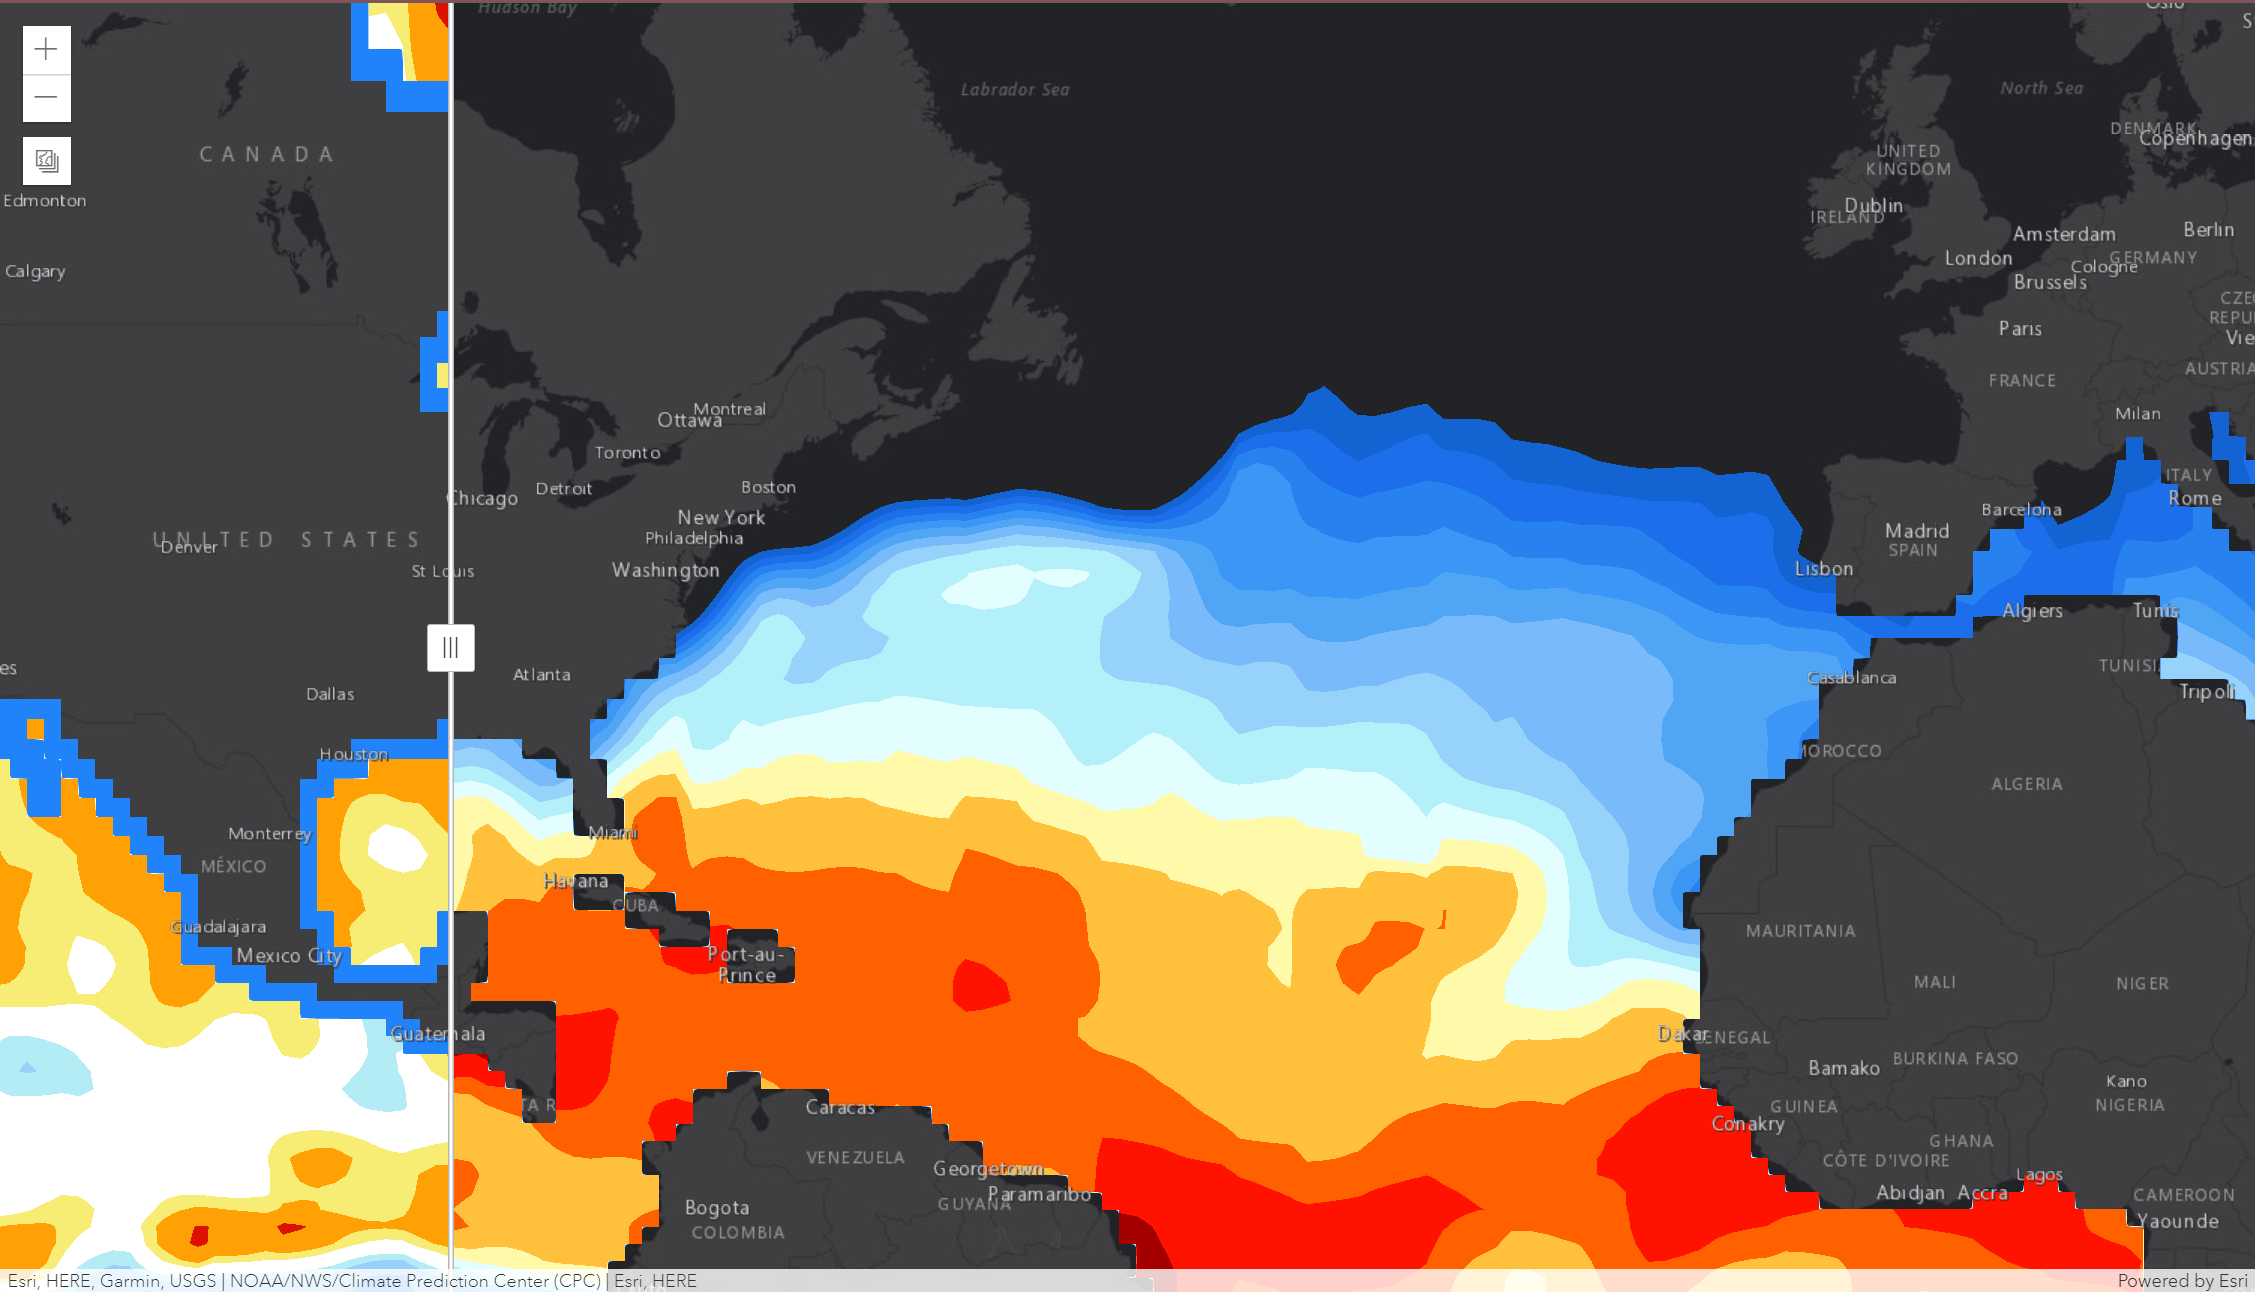 Hudson Bay
Labrador Sea
North Sea
CANADA
DENMARK
Copenhagen
UNITED
KINGDOM
Edmonton
Dublin
IRELAND
Amsterdam
Berlin
London
GERMANY
Calgary
Cologne
Brussels
Paris
AUSTRIA
FRANCE
Montreal
Ottawa
Milan
Toronto
ITALY
Chicago
Detroit
Boston
Rome
New York
Barcelona
Philadelphia
Madrid
UNITED STATES
Denver
SPAIN
St Louis
Washington
Lisbon
Algiers
Tunis
Atlanta
Casablanca
Dallas
Tripoli
Houston
ALGERIA
Monterrey
Miami
MÉXICO
Havana
CUBA
Guadalajara
MAURITANIA
Mexico City
Port-au-
Prince
MALI
NIGER
Guatemala
Dakar
BURKINA FASO
Bamako
Kano
Caracas
GUINEA
NIGERIA
Conakry
GHANA
VENEZUELA
CÔTE D'IVOIRE
Georgetown
Lagos
Paramaribo
Abidjan
Accra
CAMEROON
GUYANA
Bogota
Yaounde
COLOMBIA
Esri, HERE, Garmin, USGS | NOAA/NWS/Climate Prediction Center (CPC) | Esri, HERE
Powered by Esri